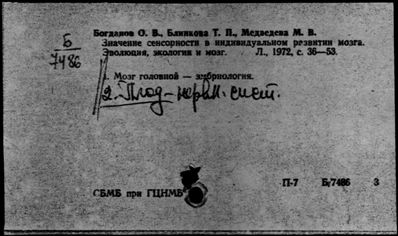 Богданов О. В., Блинкова Т. П., Медведева М. В.
Значение сенсорности в индивидуальном развитии мозга.
Эволюция, экология и мозг. Л., 1972, с. 36—53.
Б
7486
1. Мозг головной — эмбриология.
2. Плод – нервн. сист.
П-7 Б,7486 3
СБМБ при ГЦНМБ